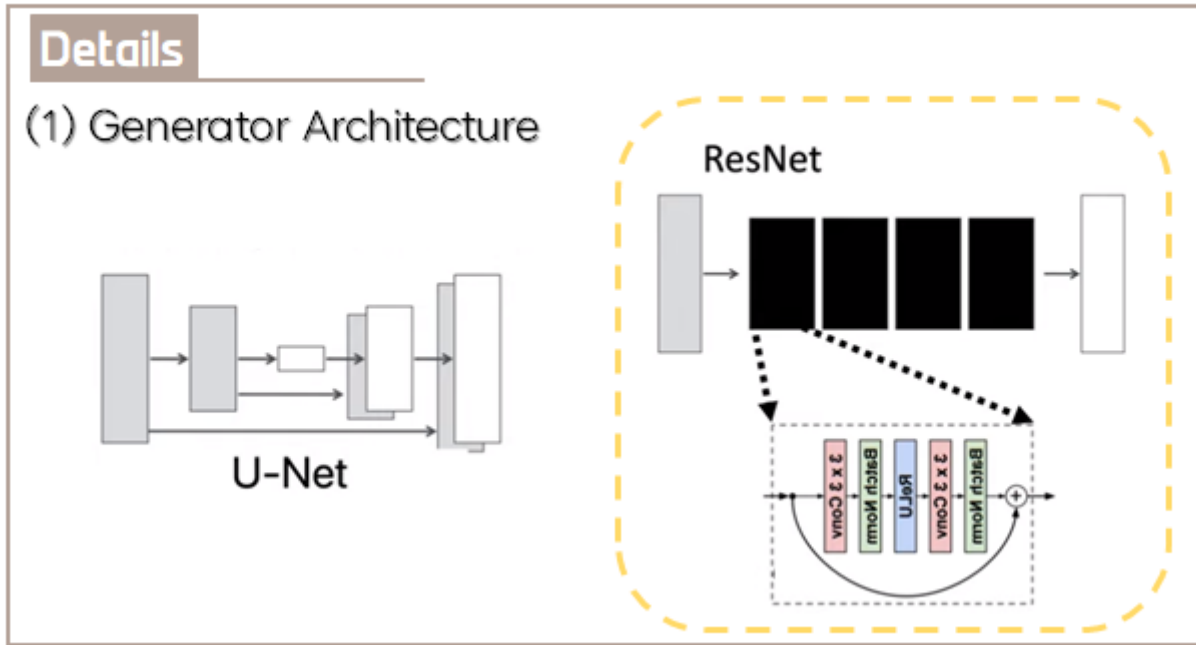 Details
(1) Generator Architecture
ResNet
U-Net
3 x 3 Conv
Batch Norm
ReLU
3 x 3 Conv
Batch Norm
+